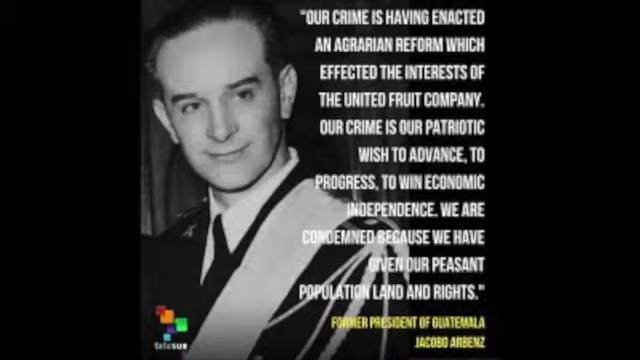 "OUR CRIME IS HAVING ENACTED
AN AGRARIAN REFORM WHICH
EFFECTED THE INTERESTS OF
THE UNITED FRUIT COMPANY.
OUR CRIME IS OUR PATRIOTIC
WISH TO ADVANCE, TO
PROGRESS, TO WIN ECONOMIC
INDEPENDENCE. WE ARE
CONDEMNED BECAUSE WE HAVE
GIVEN OUR PEASANT
POPULATION LAND AND RIGHTS."
FORMER PRESIDENT OF GUATEMALA
JACOBO ARBENZ
teleSUR